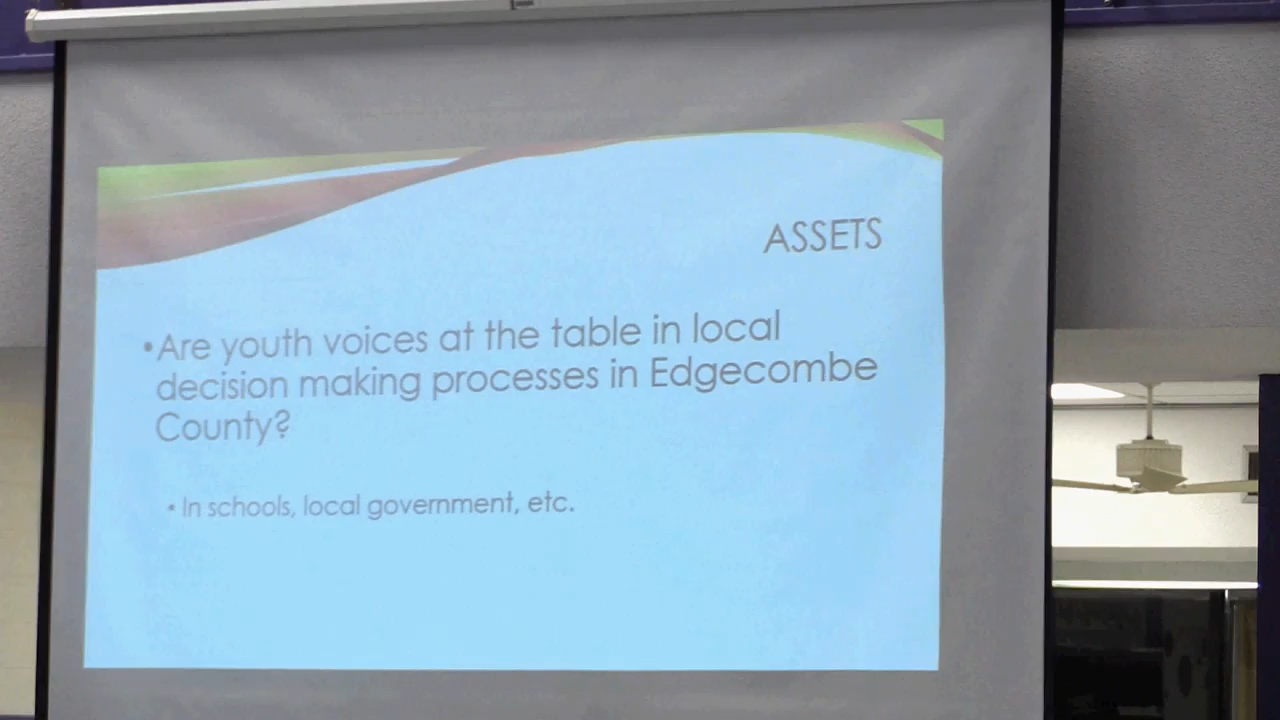 ASSETS
•Are youth voices at the table in local
decision making processes in Edgecombe
County?
• In schools, local government, etc.